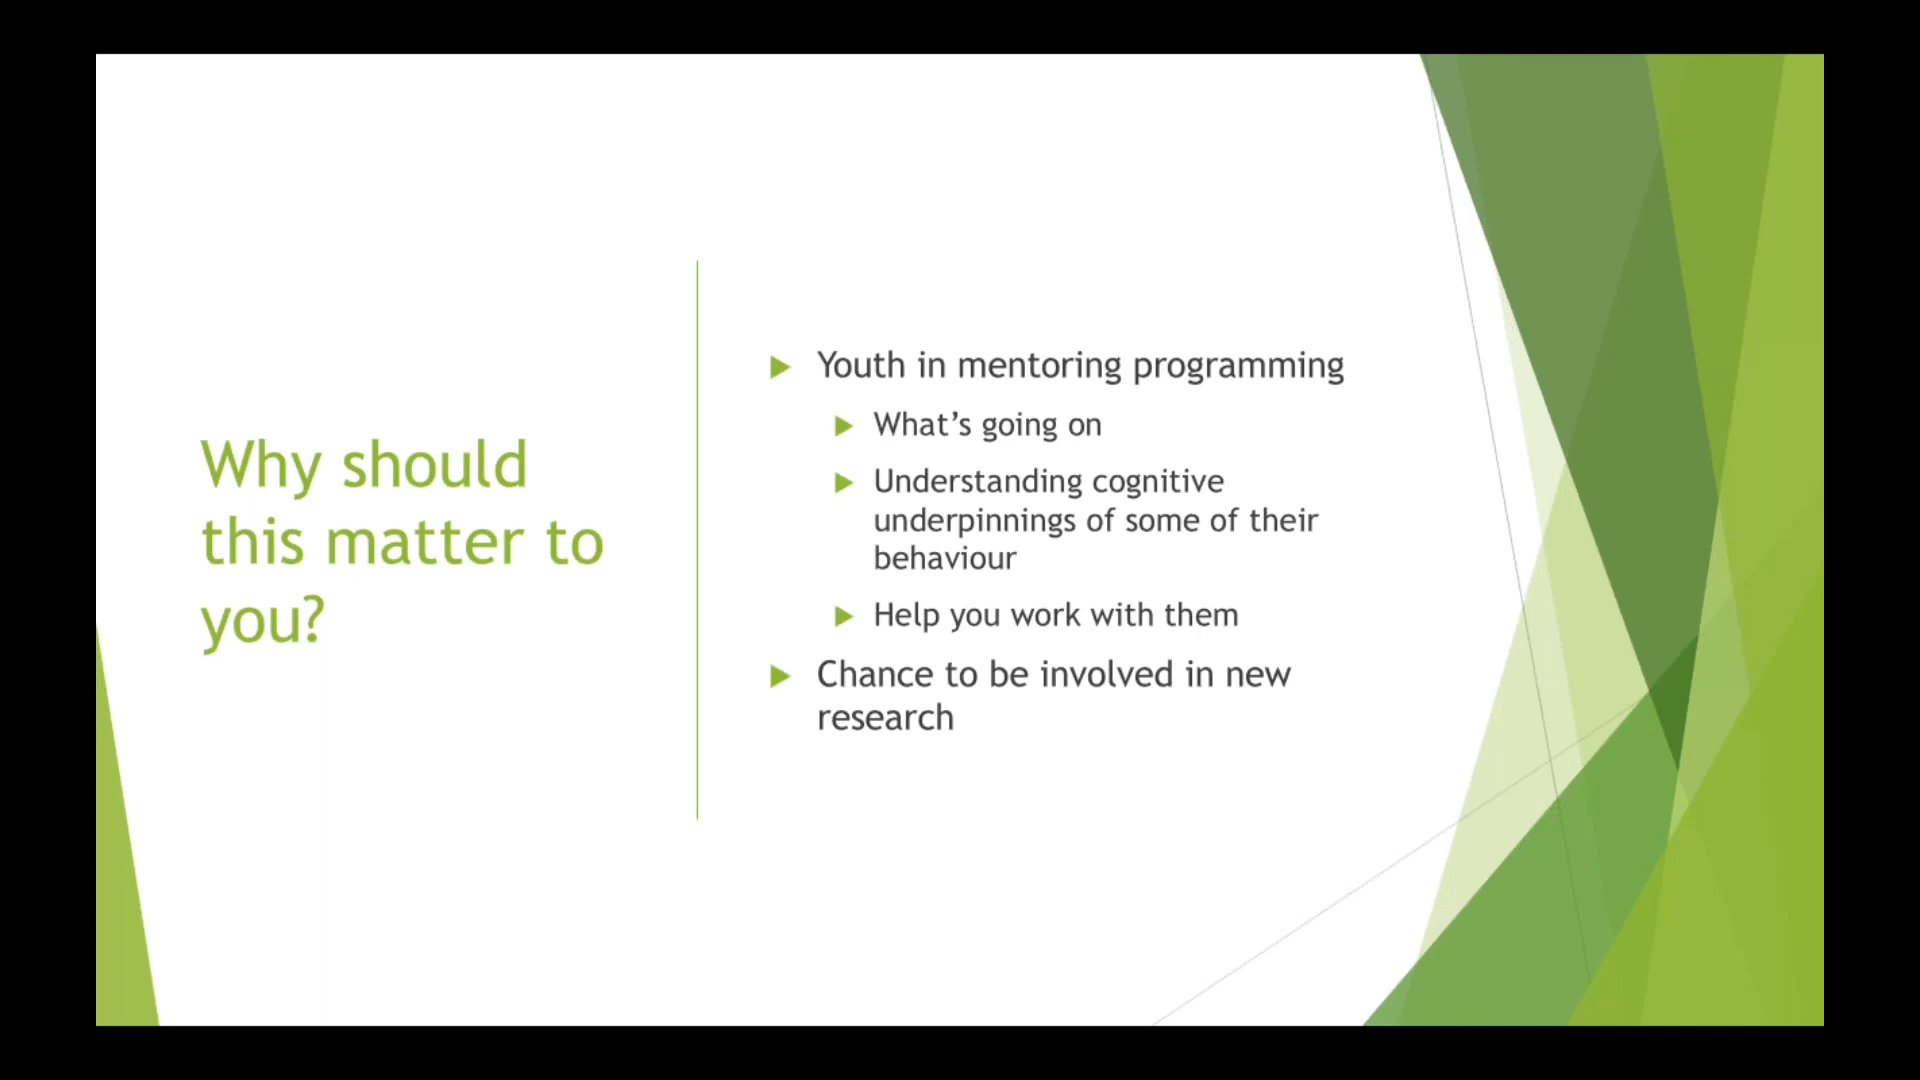 Why should
this matter to
you?
Youth in mentoring programming
What’s going on
Understanding cognitive
underpinnings of some of their
behaviour
Help you work with them
Chance to be involved in new
research